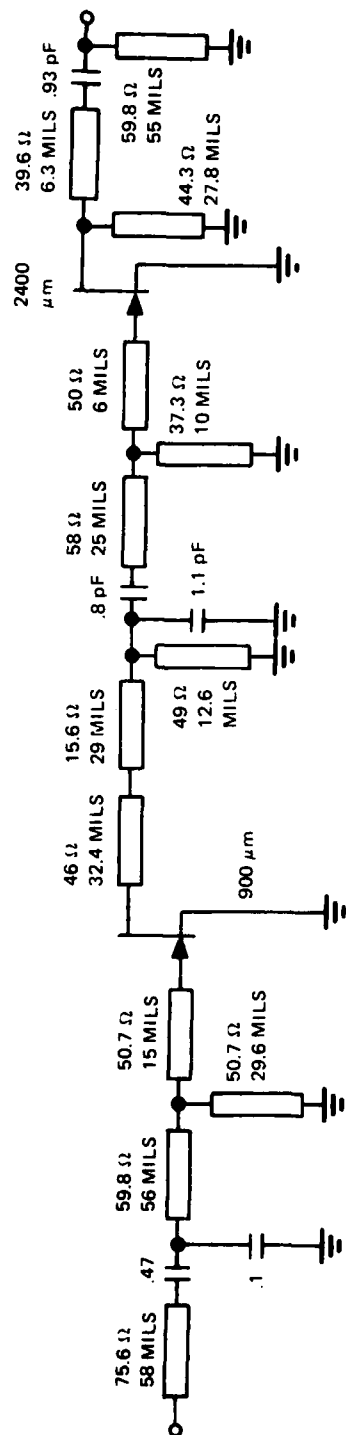 75.6 Ω
58 MILS
.47
.1
59.8 Ω
56 MILS
50.7 Ω
29.6 MILS
50.7 Ω
15 MILS
900 μm
46 Ω
32.4 MILS
15.6 Ω
29 MILS
49 Ω
12.6
MILS
.8 pF
1.1 pF
58 Ω
25 MILS
37.3 Ω
10 MILS
50 Ω
6 MILS
2400
μm
44.3 Ω
27.8 MILS
39.6 Ω
6.3 MILS
.93 pF
59.8 Ω
55 MILS